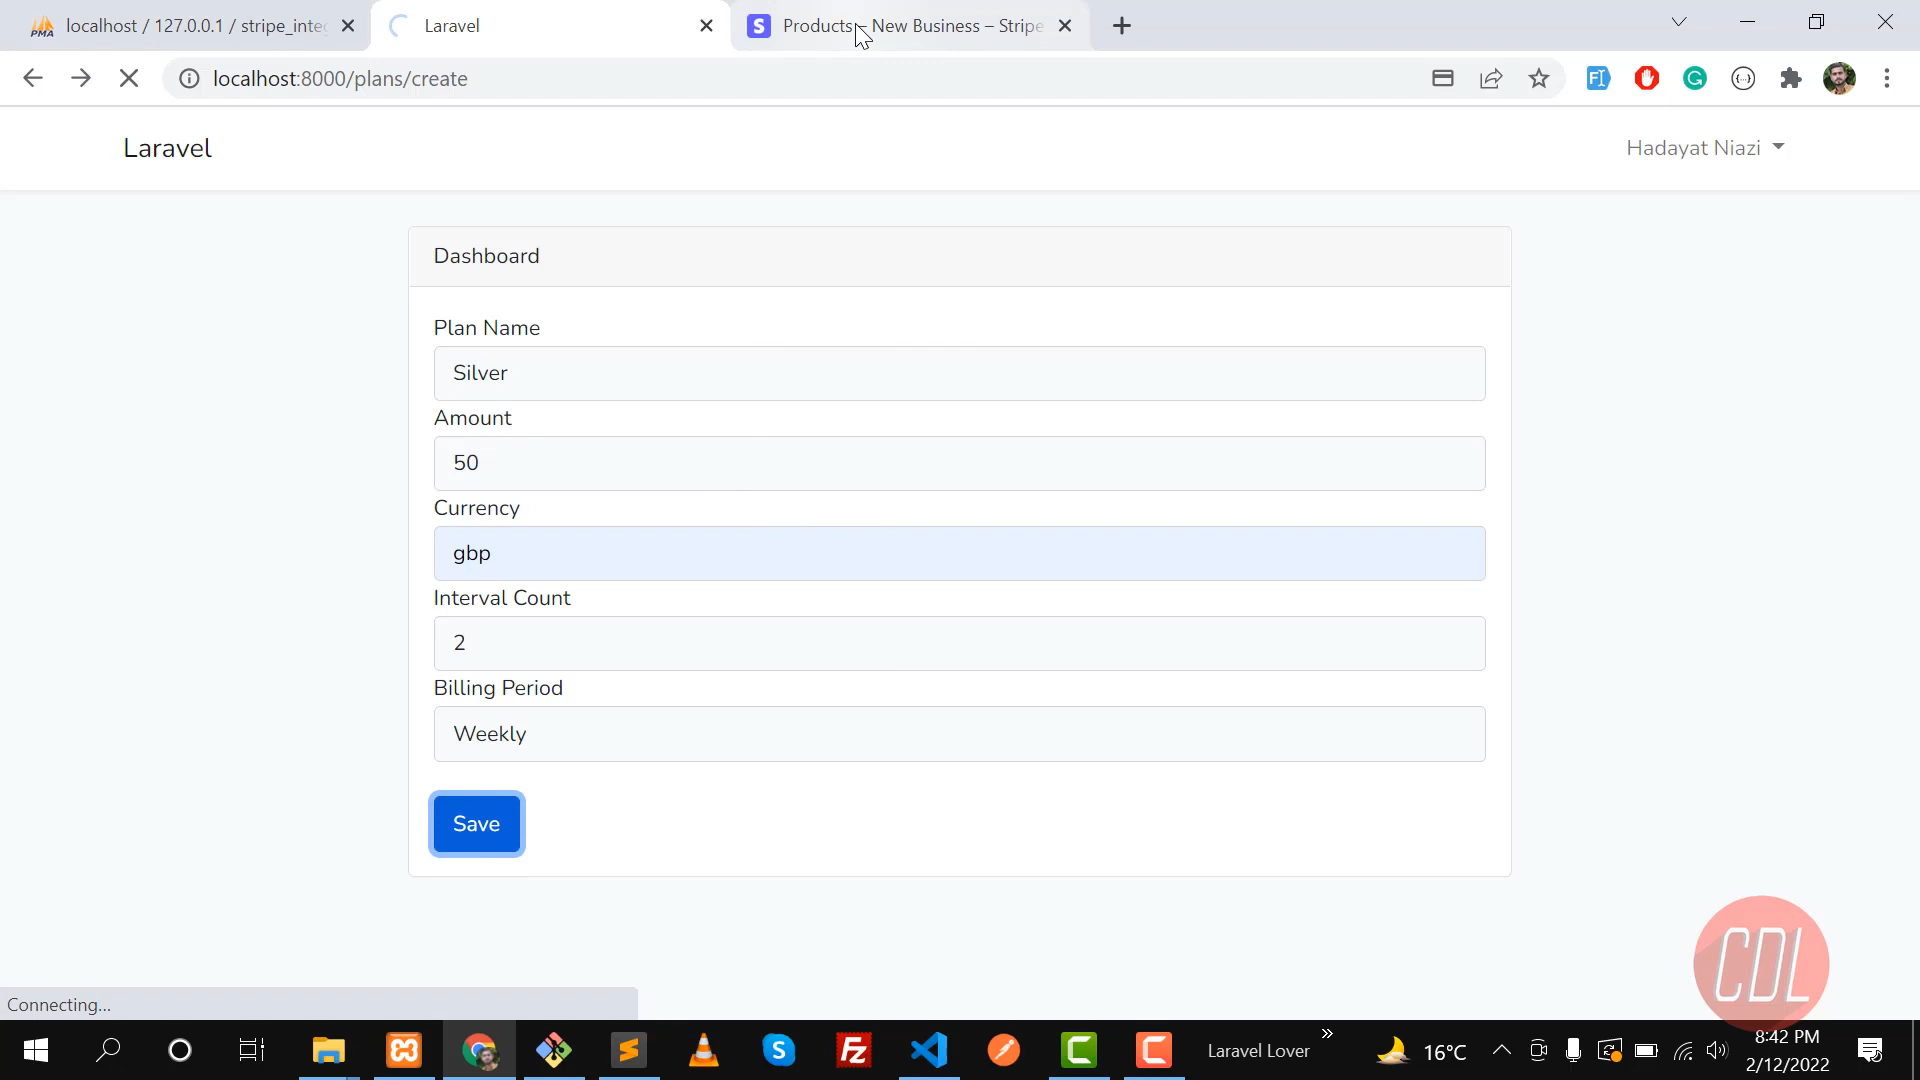 localhost / 127.0.0.1 / stripe_inte
Laravel
Products – New Business – Stripe
localhost:8000/plans/create
Laravel
Hadayat Niazi
Dashboard
Plan Name
Silver
Amount
50
Currency
gbp
Interval Count
2
Billing Period
Weekly
Save
CDL
Connecting...
Laravel Lover
16°C
8:42 PM
2/12/2022